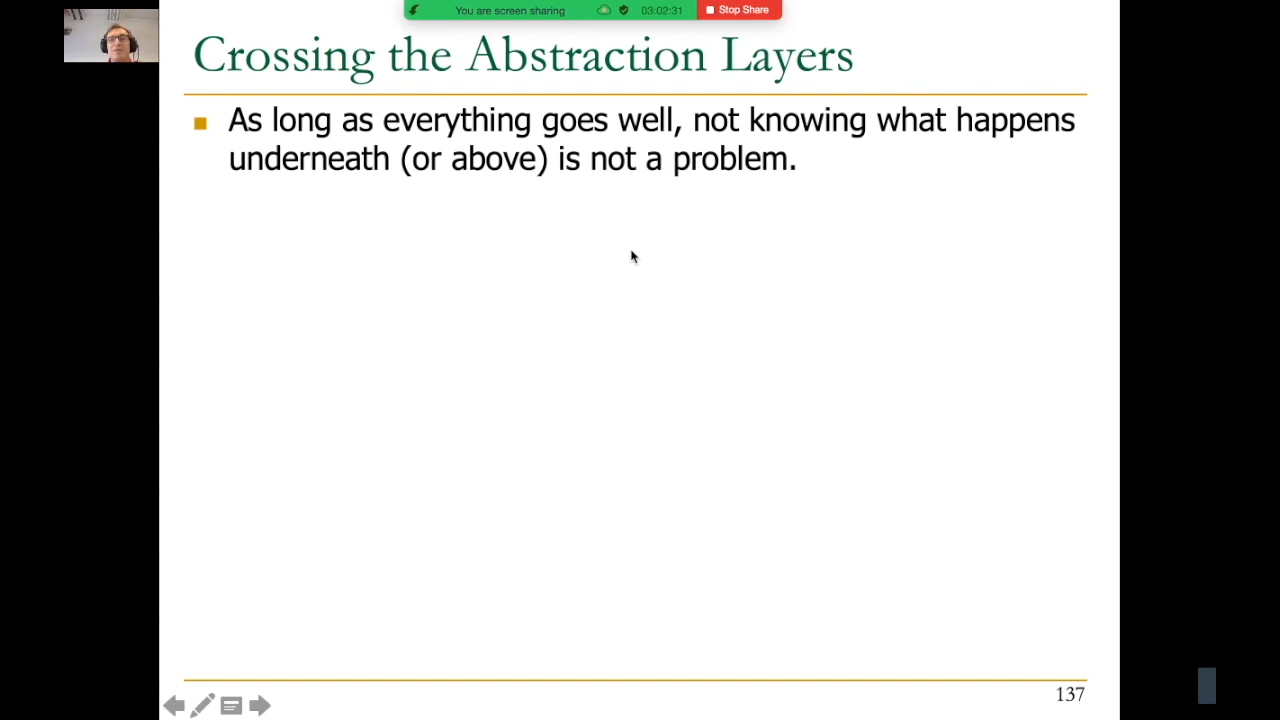 You are screen sharing 03:02:31 Stop Share
Crossing the Abstraction Layers
As long as everything goes well, not knowing what happens
underneath (or above) is not a problem.
137